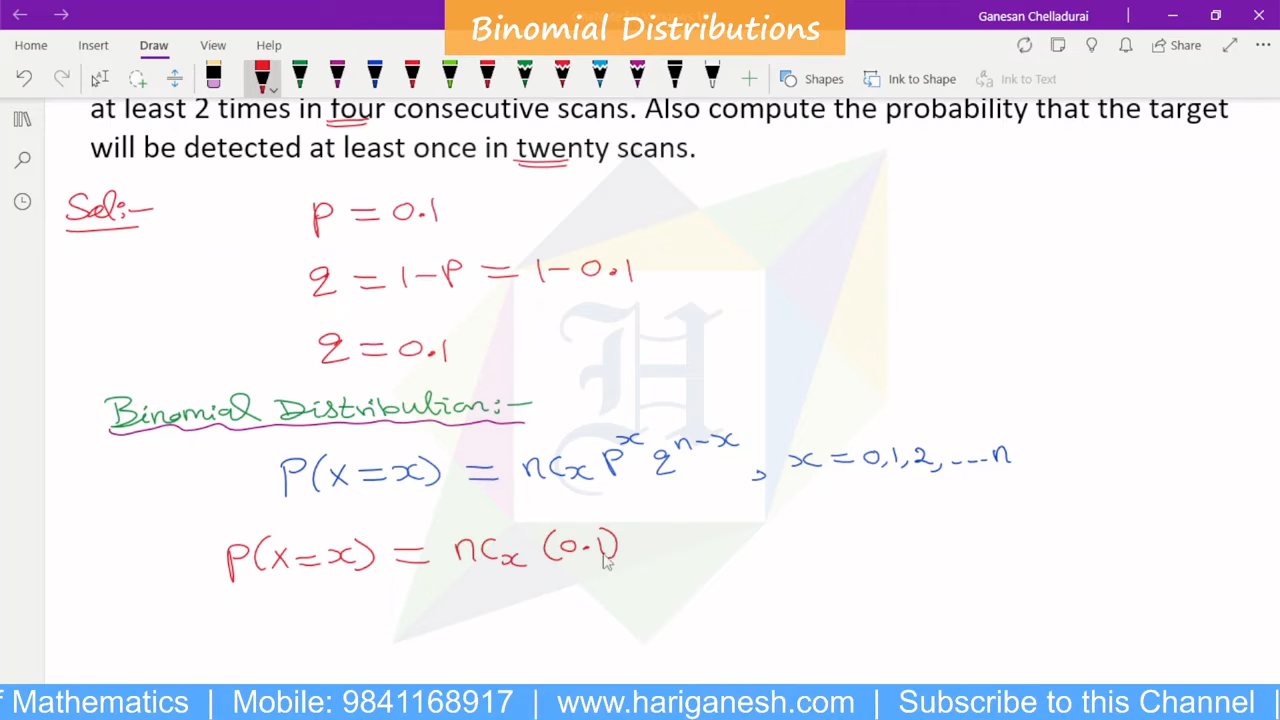 Binomial Distributions
Ganesan Chelladurai
Home Insert Draw View Help
Share
Shapes Ink to Shape Ink to Text
at least 2 times in four consecutive scans. Also compute the probability that the target
will be detected at least once in twenty scans.
Sol:-
p = 0.1
q = 1-p = 1-0.1
q = 0.1
Binomial Distribution:-
P(x=x) = ncx p^x q^n-x, x = 0,1,2,....n
P(x=x) = ncx (0.1)
f Mathematics | Mobile: 9841168917 | www.hariganesh.com | Subscribe to this Channel |